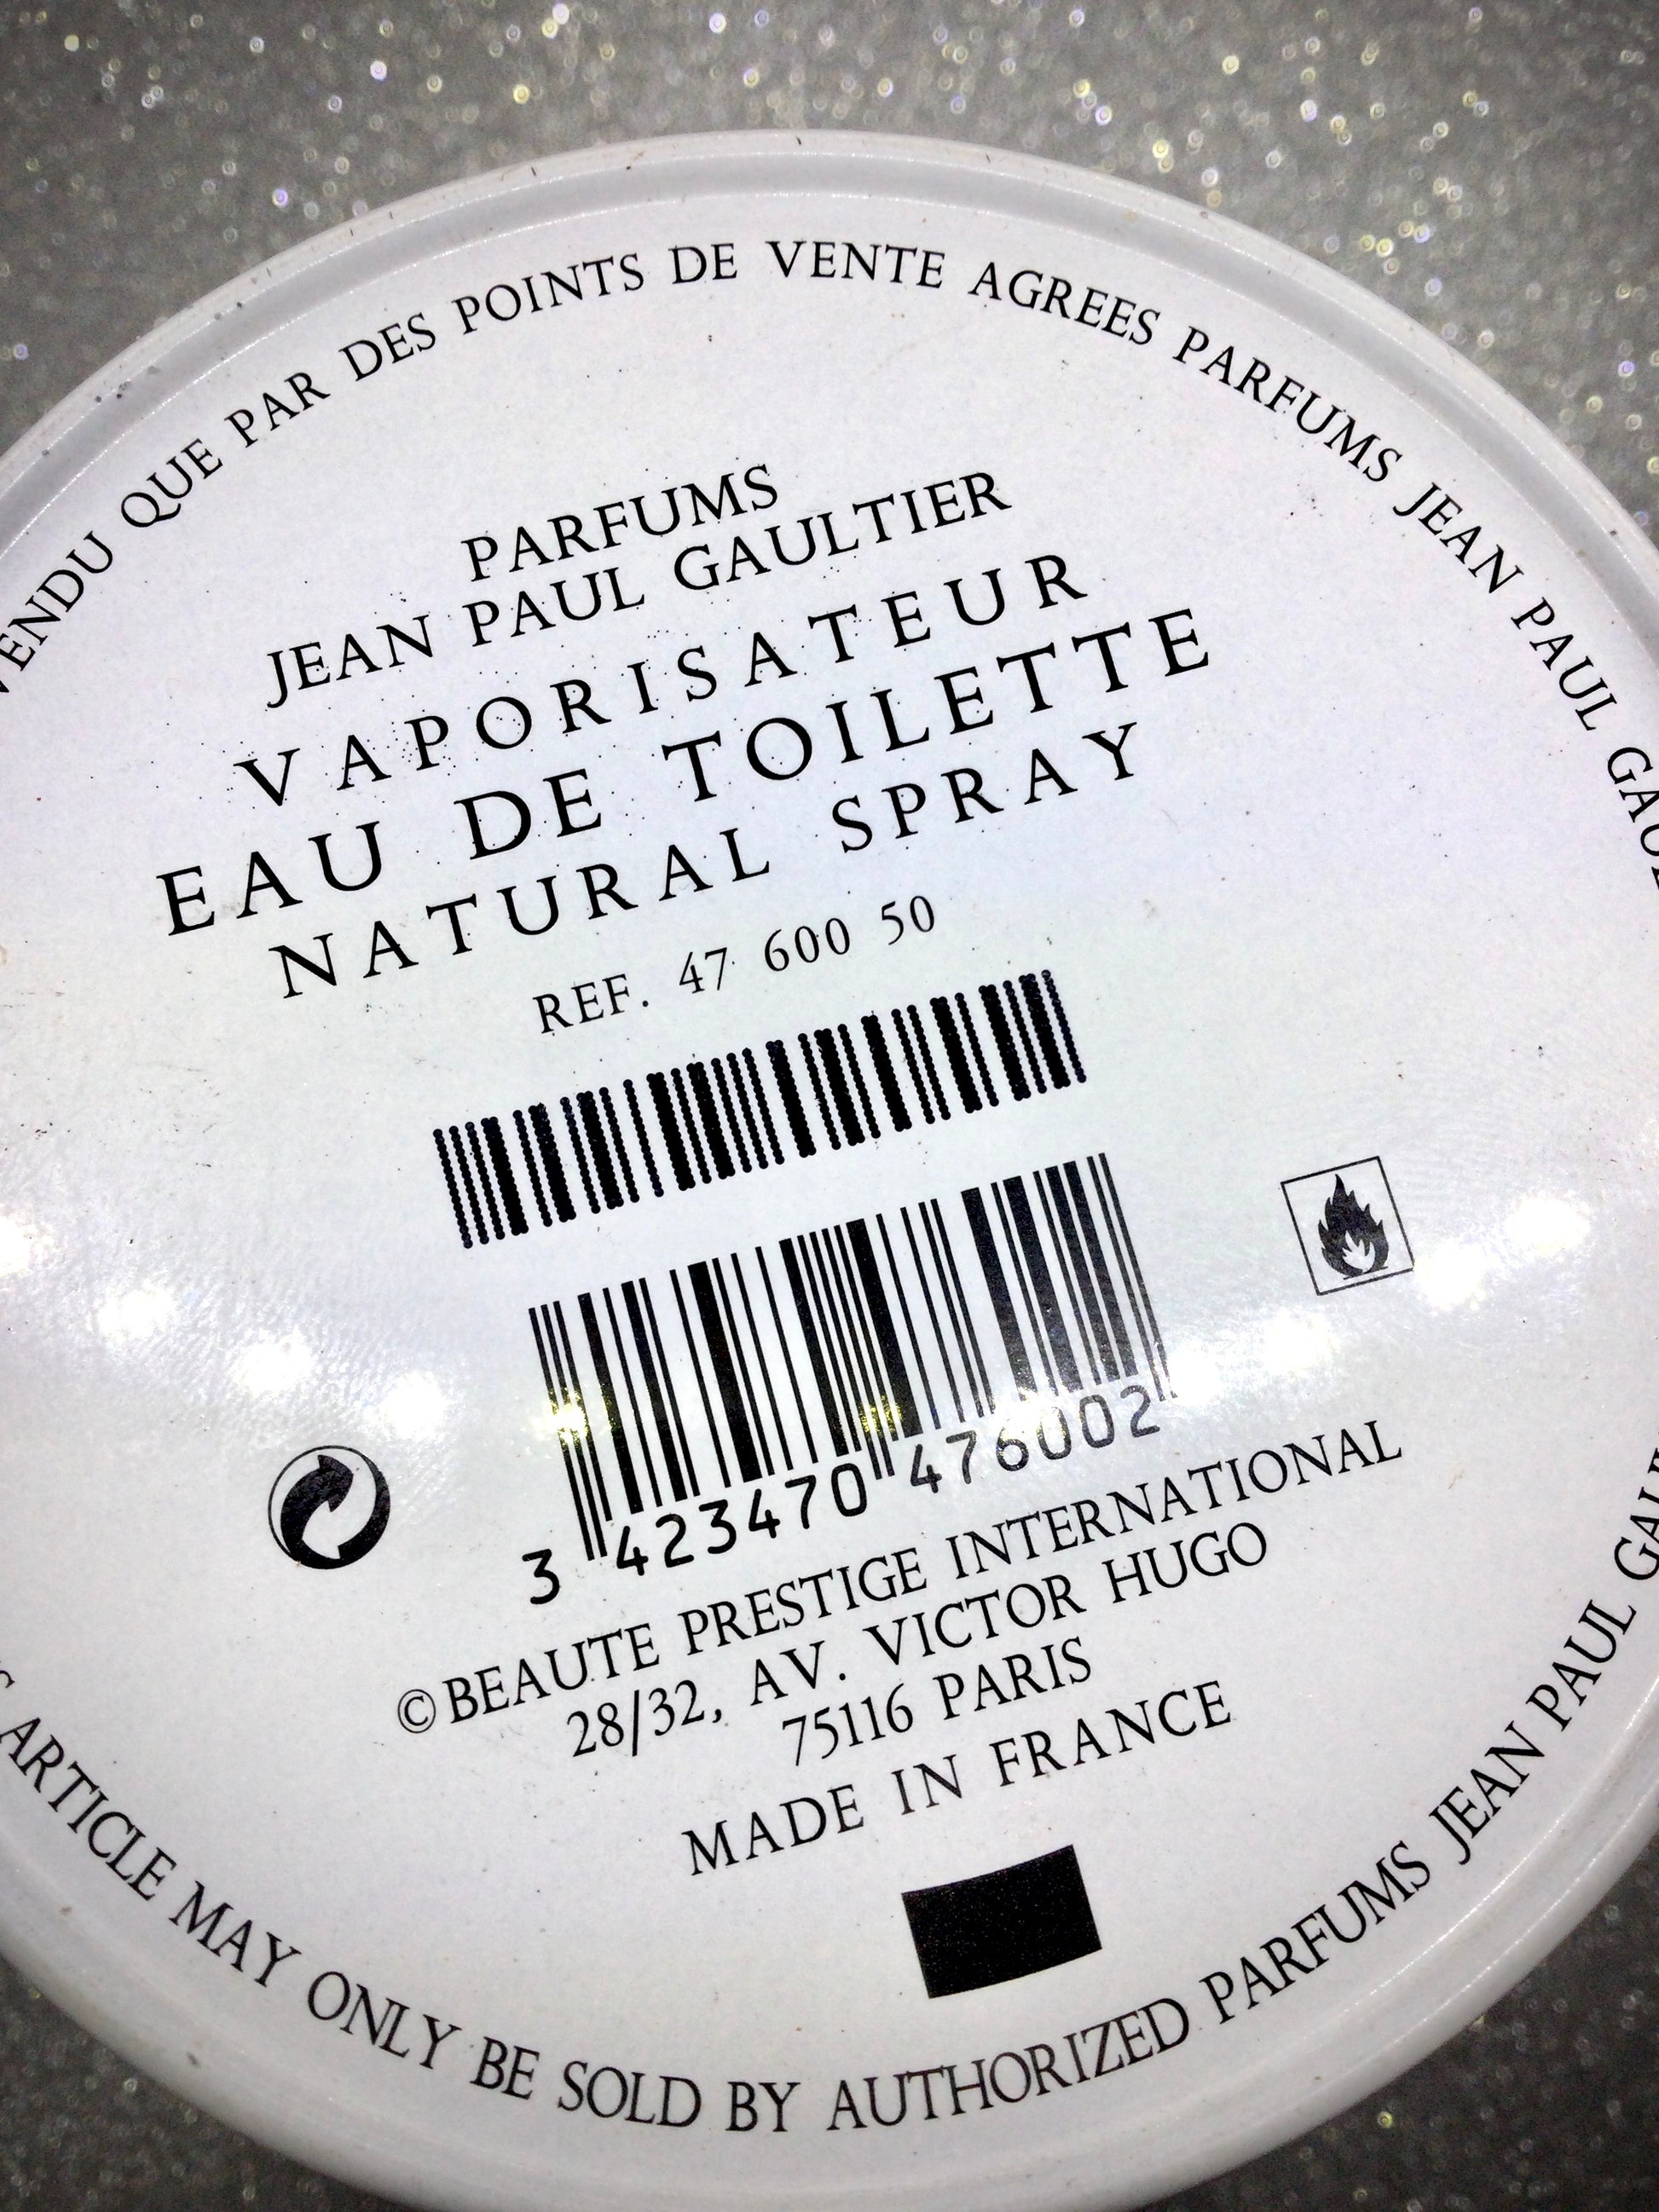 VENDU QUE PAR DES POINTS DE VENTE AGREES PARFUMS JEAN PAUL
PARFUMS
JEAN PAUL GAULTIER
VAPORISATEUR
EAU DE TOILETTE
NATURAL SPRAY
REF. 47 600 50
3 423470 476002
©BEAUTE PRESTIGE INTERNATIONAL
28/32, AV. VICTOR HUGO
75116 PARIS
MADE IN FRANCE
ARTICLE MAY ONLY BE SOLD BY AUTHORIZED PARFUMS JEAN PAUL